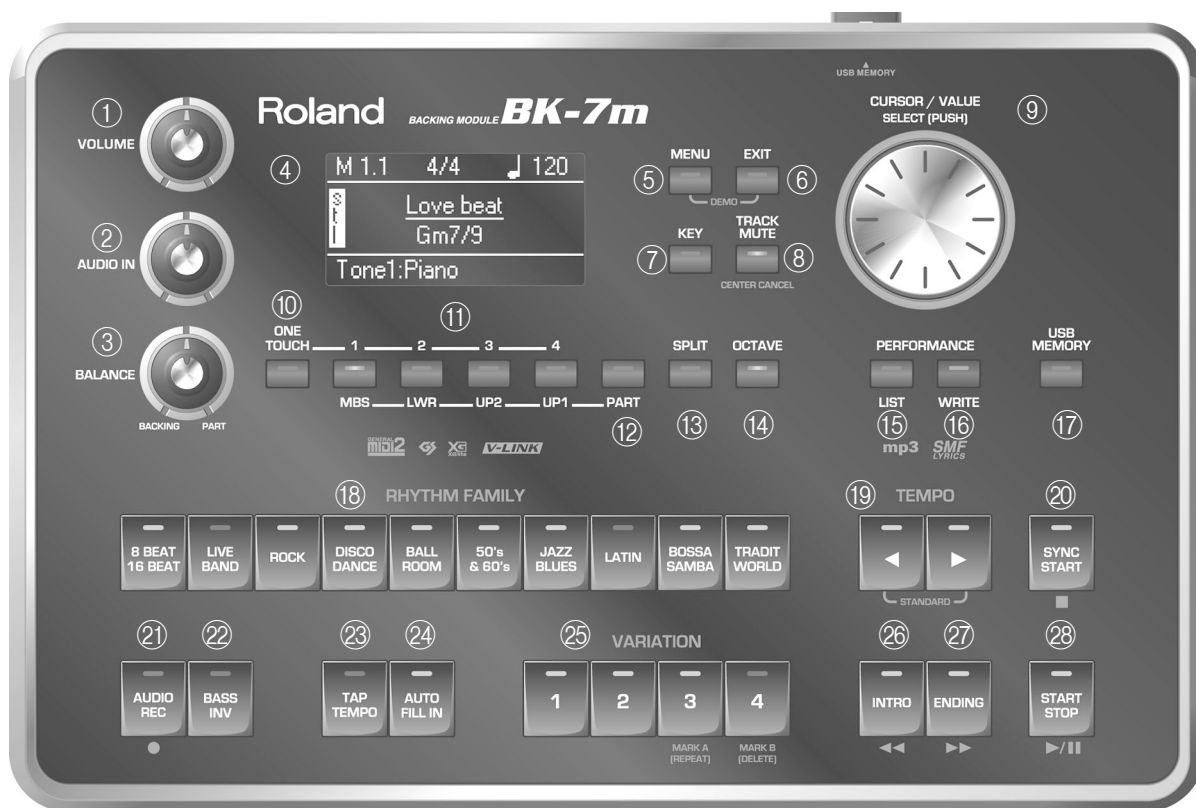 USB MEMORY
① VOLUME
Roland BACKING MODULE BK-7m
CURSOR / VALUE
SELECT (PUSH)
⑨
④
M 1.1 4/4 ♩ 120
stl
Love beat
Gm7/9
Tone1:Piano
MENU EXIT
⑤ ⑥
DEMO
② AUDIO IN
KEY TRACK MUTE
⑦ ⑧
CENTER CANCEL
③ BALANCE
BACKING PART
⑩ ⑪
ONE TOUCH 1 2 3 4
MBS LWR UP2 UP1 PART
⑫
SPLIT OCTAVE
⑬ ⑭
PERFORMANCE
LIST WRITE
⑮ ⑯
mp3 SMF LYRICS
USB MEMORY
⑰
GENERAL midi2 GS XG XGlite V-LINK
⑱ RHYTHM FAMILY
8 BEAT 16 BEAT
LIVE BAND
ROCK
DISCO DANCE
BALL ROOM
50's & 60's
JAZZ BLUES
LATIN
BOSSA SAMBA
TRADIT WORLD
⑲ TEMPO
◀ ▶
STANDARD
⑳
SYNC START
■
㉑ ㉒ ㉓ ㉔
AUDIO REC
●
BASS INV
TAP TEMPO
AUTO FILL IN
㉕ VARIATION
1 2 3 4
MARK A (REPEAT)
MARK B (DELETE)
㉖ ㉗ ㉘
INTRO ENDING
◀◀ ▶▶
START STOP
▶/❚❚